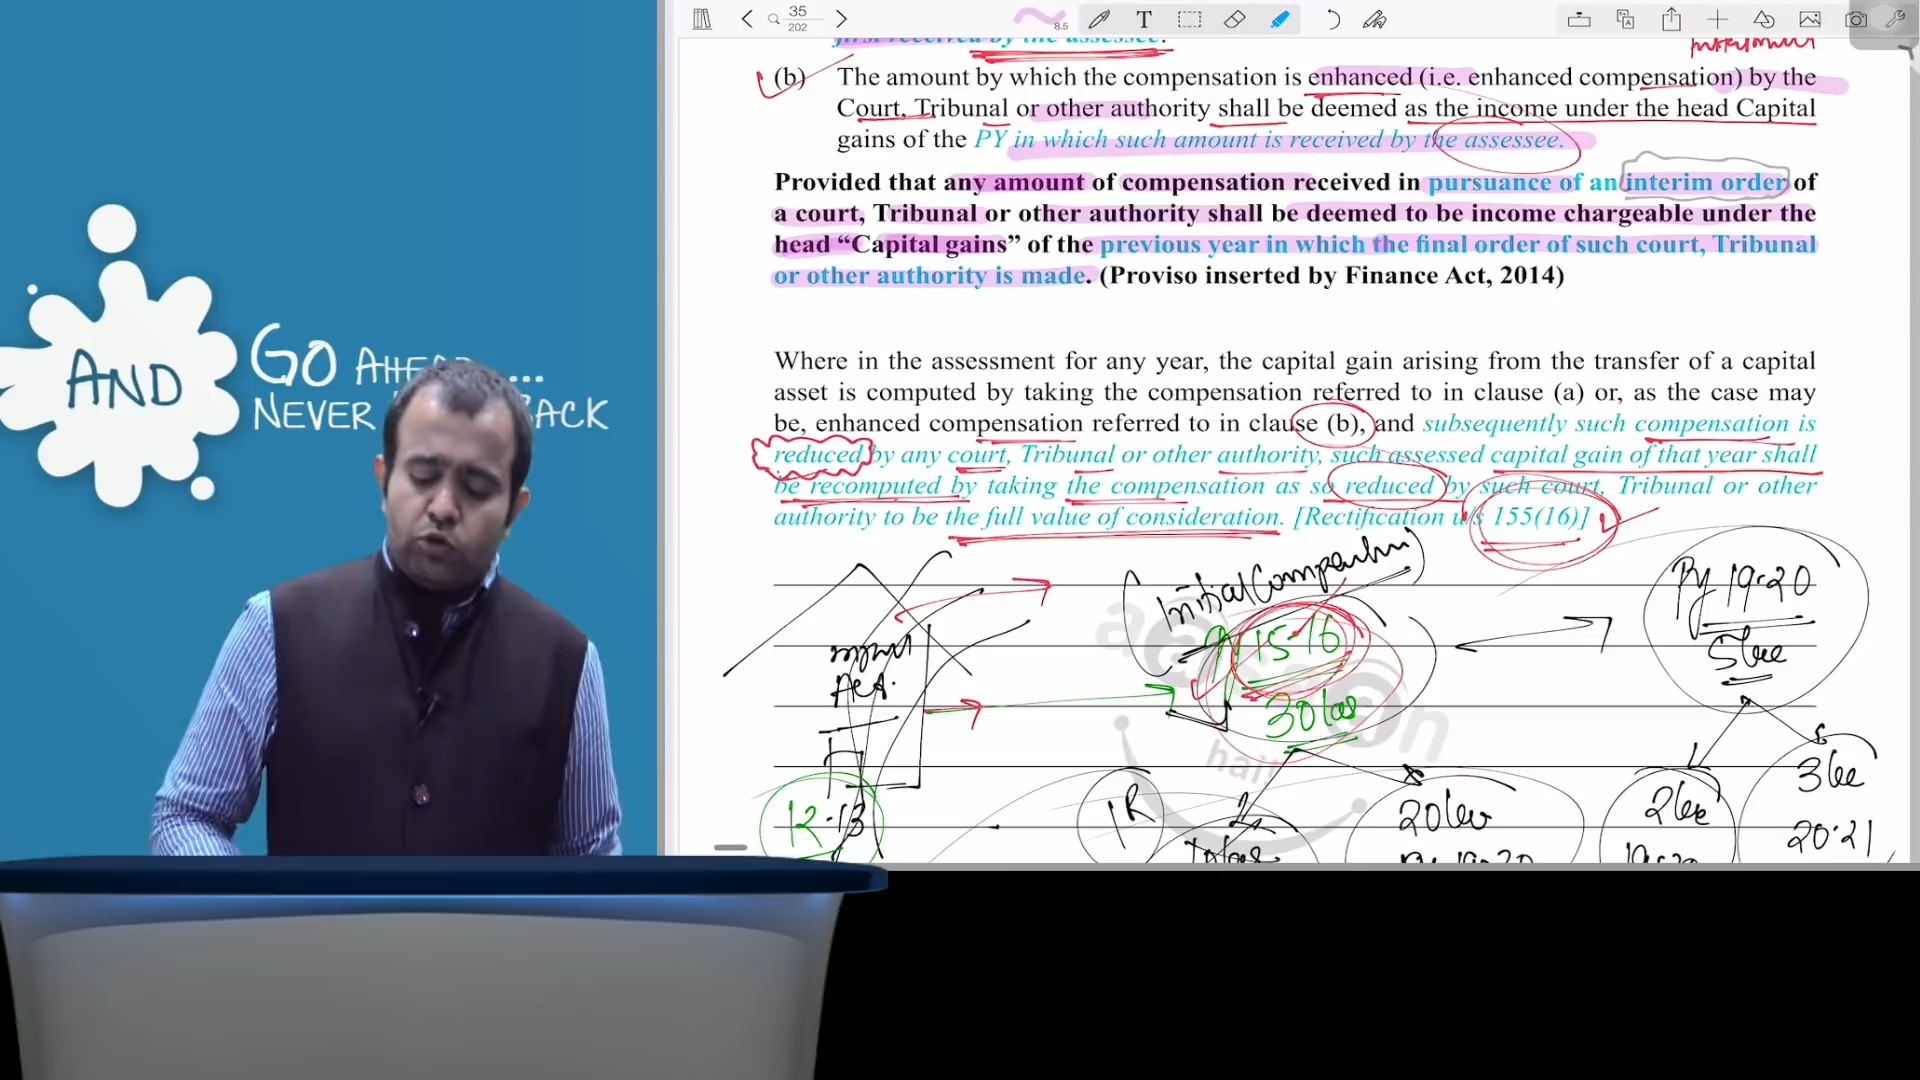 35
202
8.5
T
AND
GO AHEAD ...
NEVER BACK
first received by the assessee.
(b) The amount by which the compensation is enhanced (i.e. enhanced compensation) by the
Court, Tribunal or other authority shall be deemed as the income under the head Capital
gains of the PY in which such amount is received by the assessee.
Provided that any amount of compensation received in pursuance of an interim order of
a court, Tribunal or other authority shall be deemed to be income chargeable under the
head “Capital gains” of the previous year in which the final order of such court, Tribunal
or other authority is made. (Proviso inserted by Finance Act, 2014)
Where in the assessment for any year, the capital gain arising from the transfer of a capital
asset is computed by taking the compensation referred to in clause (a) or, as the case may
be, enhanced compensation referred to in clause (b), and subsequently such compensation is
reduced by any court, Tribunal or other authority, such assessed capital gain of that year shall
be recomputed by taking the compensation as so reduced by such court, Tribunal or other
authority to be the full value of consideration. [Rectification u/s 155(16)]
Initial
PY 19-20
15-16
30 lacs
12-13
1R
20-21